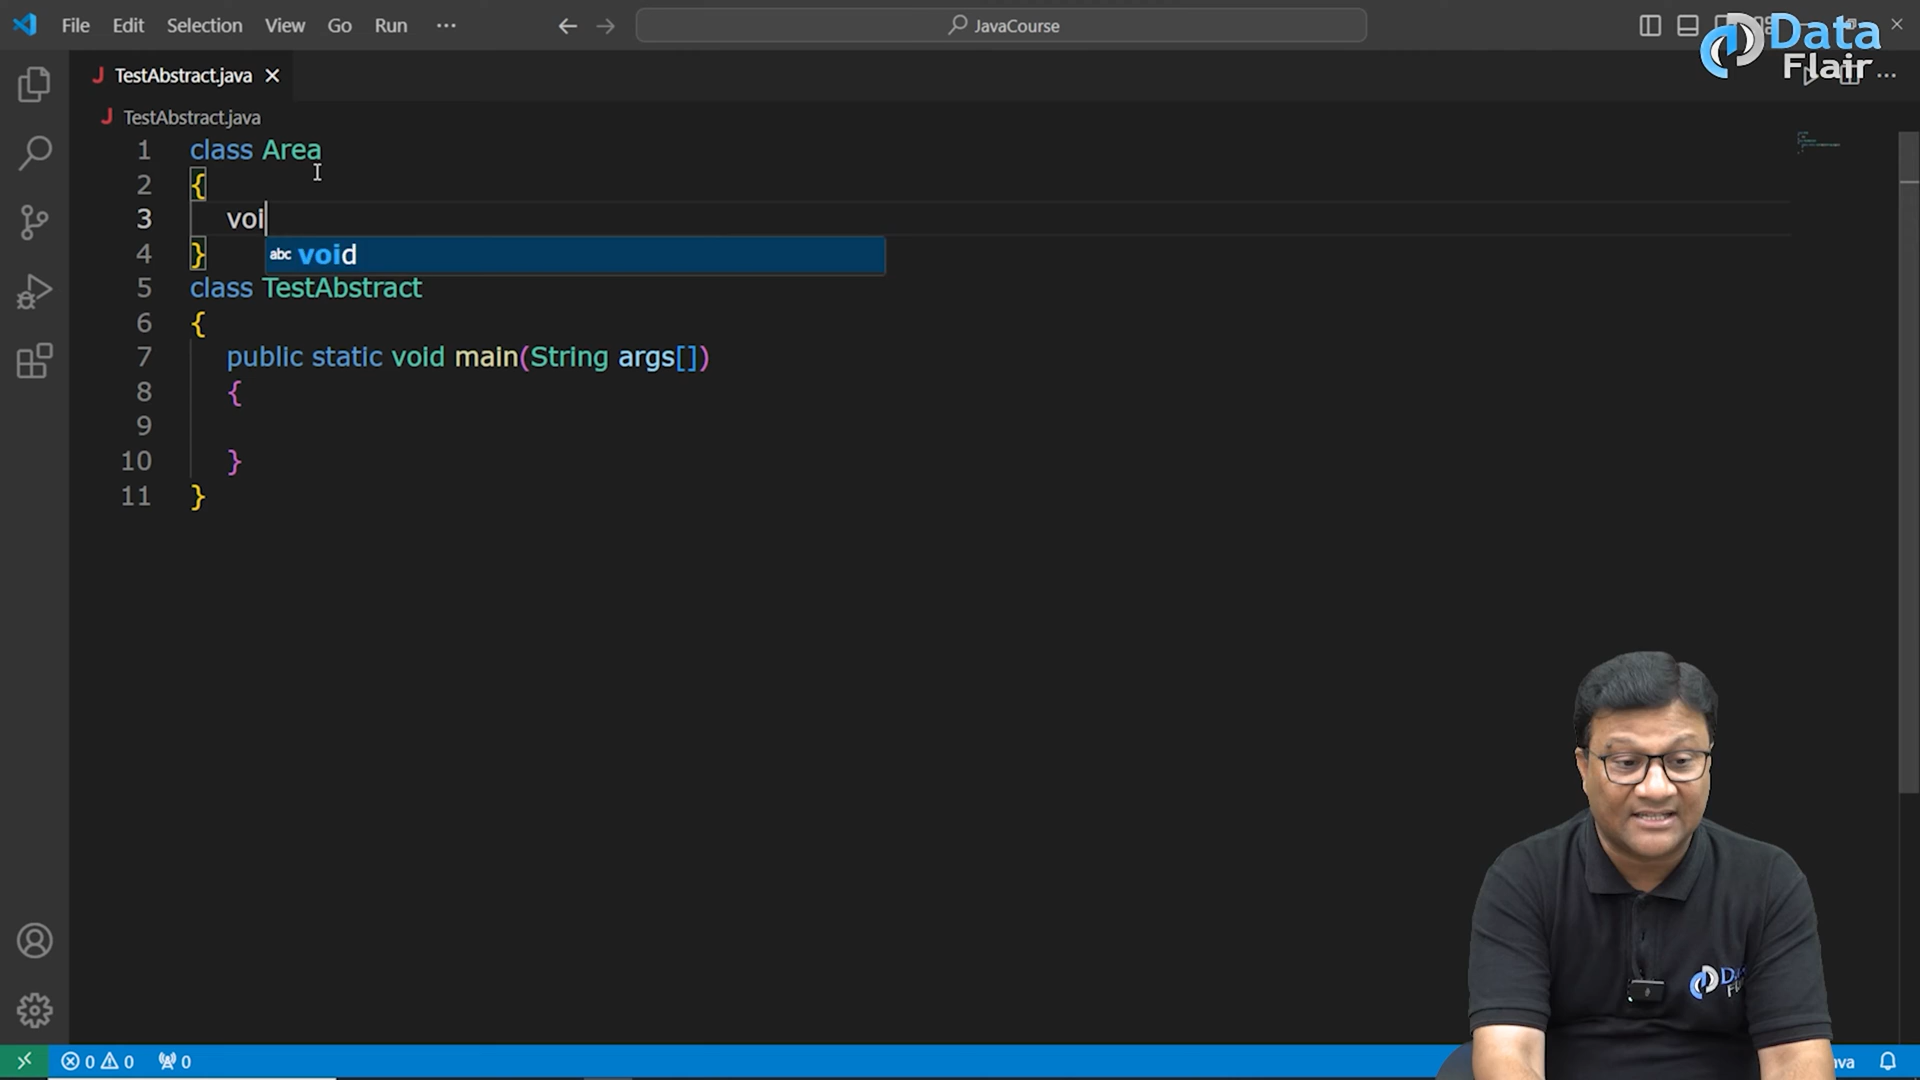 File Edit Selection View Go Run ···
JavaCourse
Data
Flair
TestAbstract.java
TestAbstract.java
1 class Area
2 {
3 voi
abc void
4 }
5 class TestAbstract
6 {
7 public static void main(String args[])
8 {
9
10 }
11 }
0 0 0